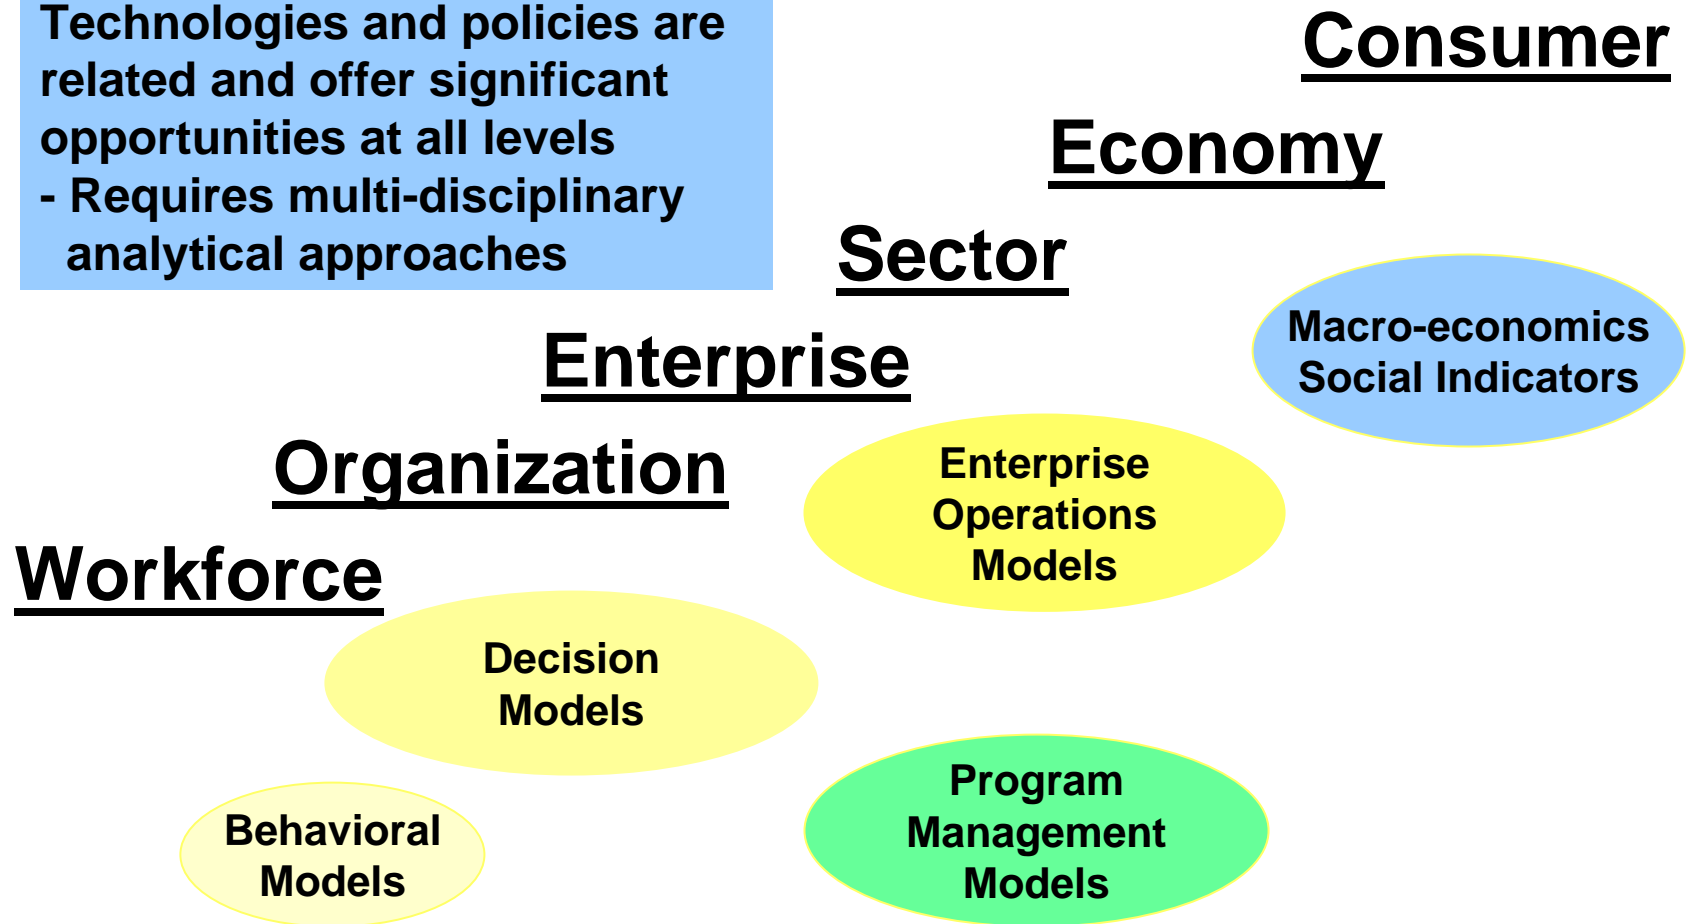 Technologies and policies are
related and offer significant
opportunities at all levels
- Requires multi-disciplinary
analytical approaches
Consumer
Economy
Sector
Enterprise
Organization
Workforce
Macro-economics
Social Indicators
Enterprise
Operations
Models
Decision
Models
Program
Management
Models
Behavioral
Models